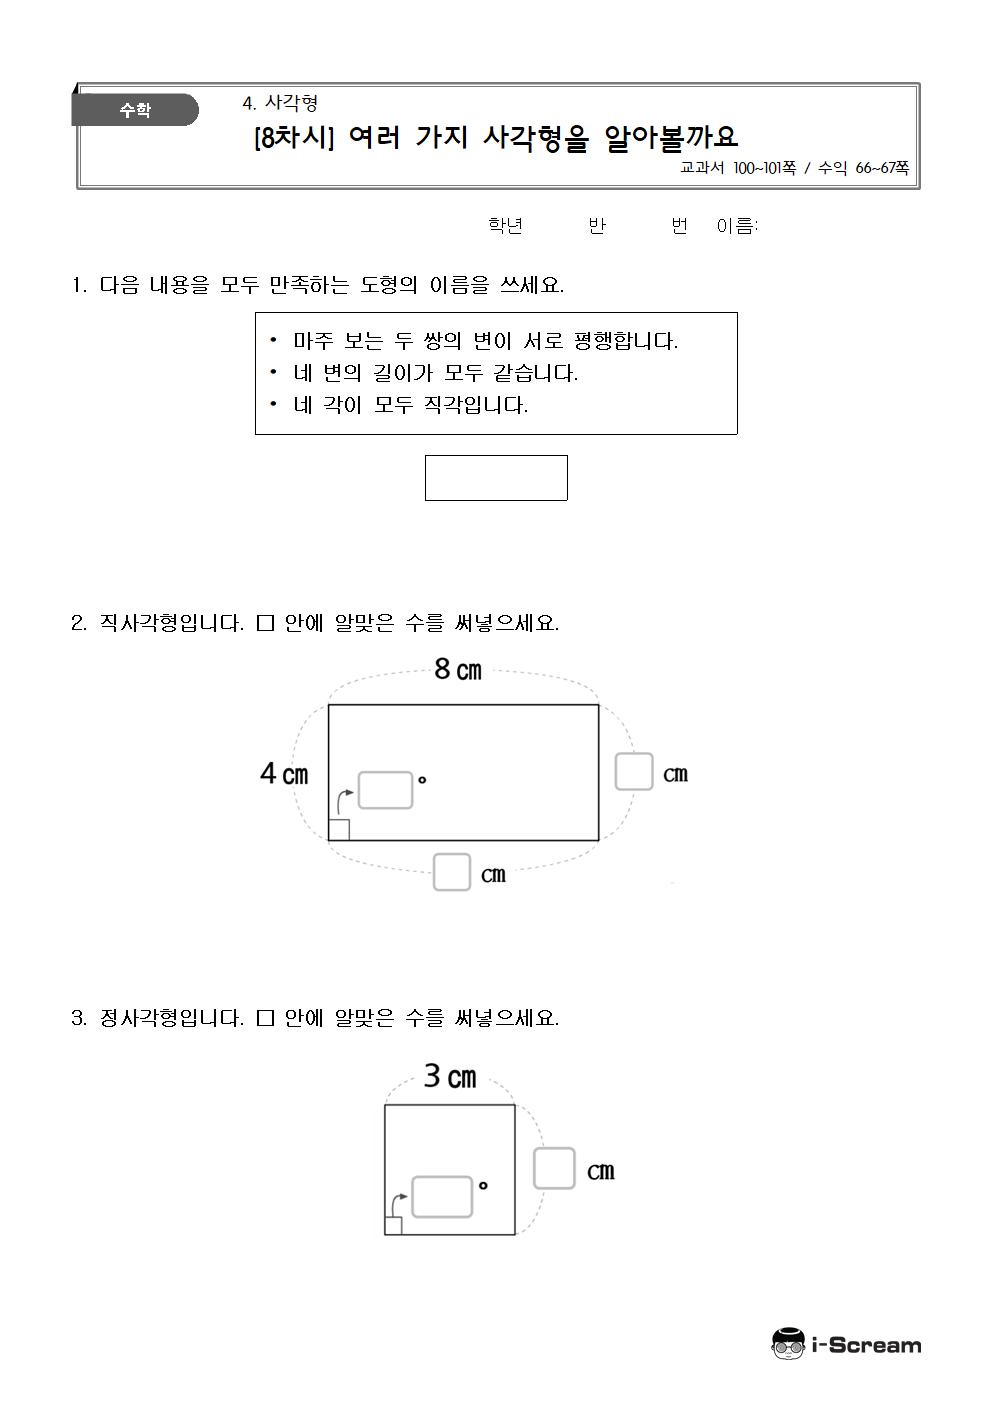 수학
4. 사각형
[8차시] 여러 가지 사각형을 알아볼까요
교과서 100~101쪽 / 수익 66~67쪽
학년 반 번 이름:
1. 다음 내용을 모두 만족하는 도형의 이름을 쓰세요.
• 마주 보는 두 쌍의 변이 서로 평행합니다.
• 네 변의 길이가 모두 같습니다.
• 네 각이 모두 직각입니다.
2. 직사각형입니다. □ 안에 알맞은 수를 써넣으세요.
8 cm
4 cm
°
cm
cm
3. 정사각형입니다. □ 안에 알맞은 수를 써넣으세요.
3 cm
cm
°
i-Scream